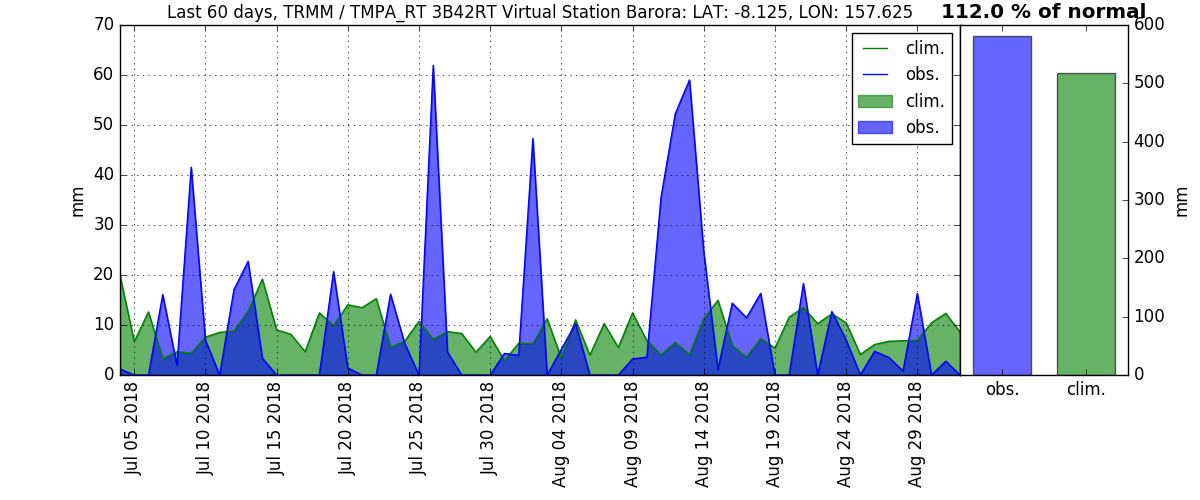 Last 60 days, TRMM / TMPA_RT 3B42RT Virtual Station Barora: LAT: -8.125, LON: 157.625
112.0 % of normal
70
60
50
40
30
20
10
0
mm
clim.
obs.
clim.
obs.
600
500
400
300
200
100
0
mm
obs.
clim.
Jul 05 2018
Jul 10 2018
Jul 15 2018
Jul 20 2018
Jul 25 2018
Jul 30 2018
Aug 04 2018
Aug 09 2018
Aug 14 2018
Aug 19 2018
Aug 24 2018
Aug 29 2018